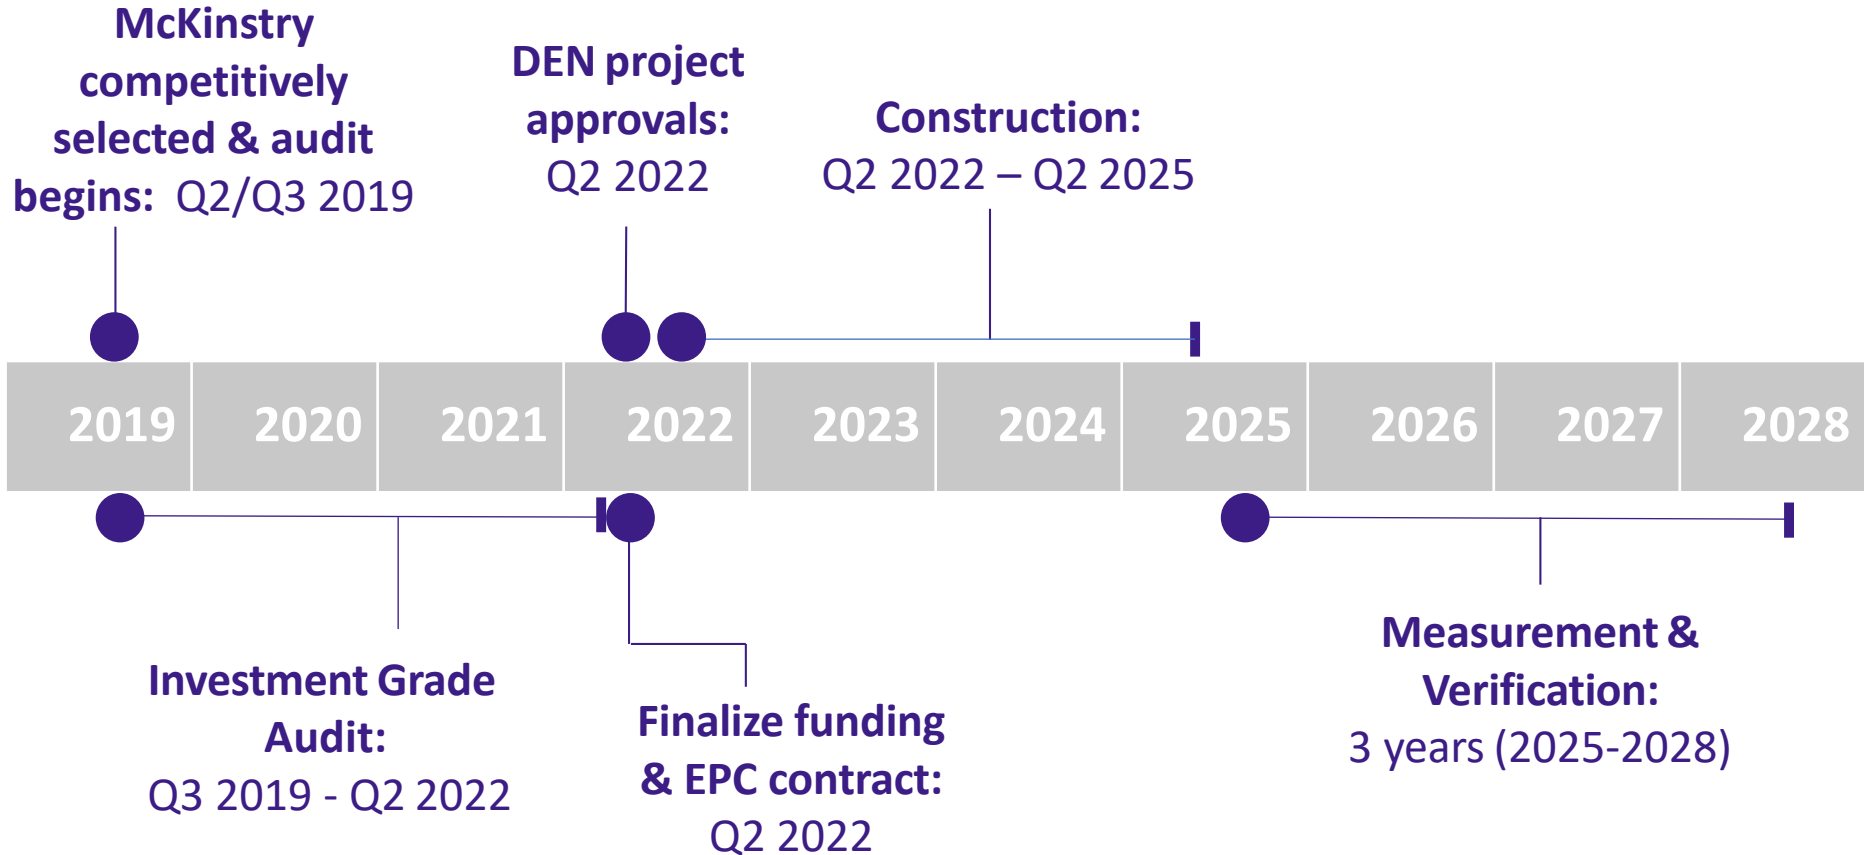 McKinstry
competitively
selected & audit
begins: Q2/Q3 2019
DEN project
approvals:
Q2 2022
Construction:
Q2 2022 – Q2 2025
2019
2020
2021
2022
2023
2024
2025
2026
2027
2028
Investment Grade
Audit:
Q3 2019 - Q2 2022
Finalize funding
& EPC contract:
Q2 2022
Measurement &
Verification:
3 years (2025-2028)